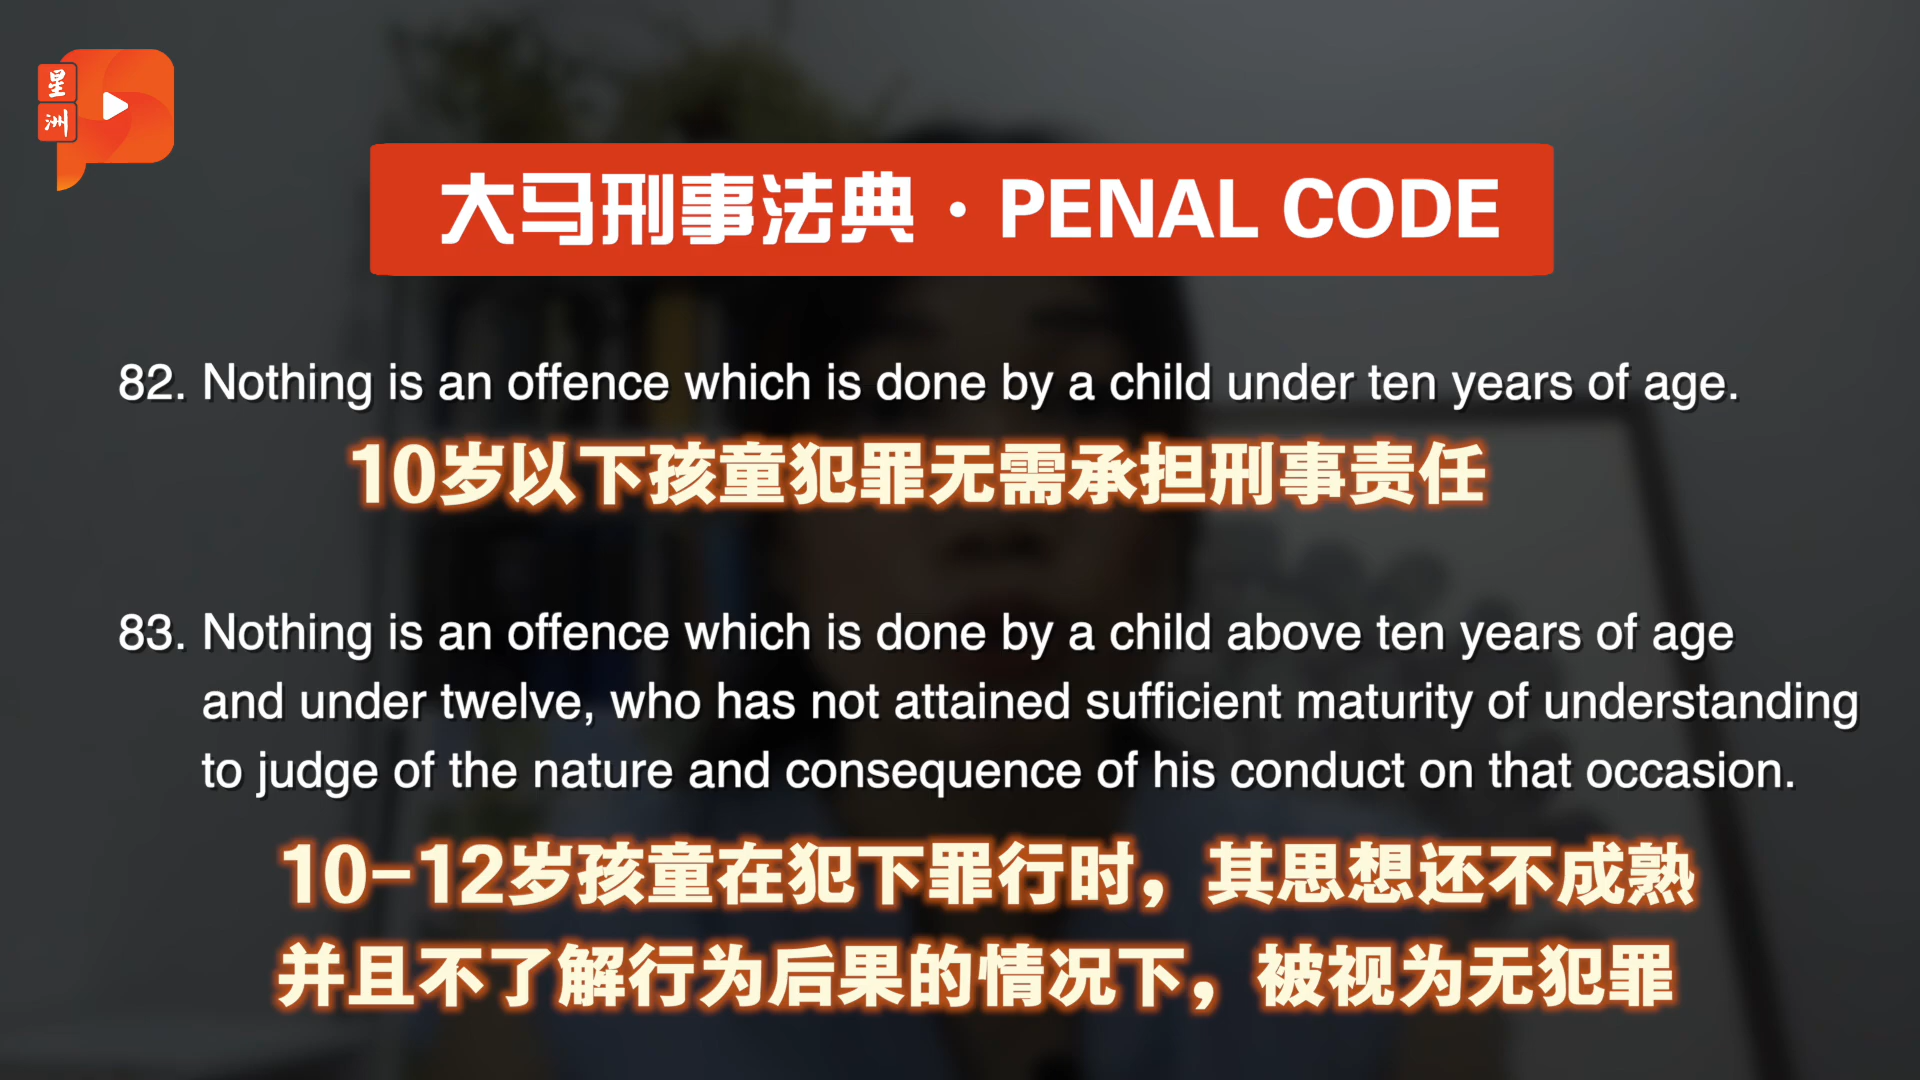 星洲
大马刑事法典·PENAL CODE
82. Nothing is an offence which is done by a child under ten years of age.
10岁以下孩童犯罪无需承担刑事责任
83. Nothing is an offence which is done by a child above ten years of age
and under twelve, who has not attained sufficient maturity of understanding
to judge of the nature and consequence of his conduct on that occasion.
10-12岁孩童在犯下罪行时，其思想还不成熟
并且不了解行为后果的情况下，被视为无犯罪